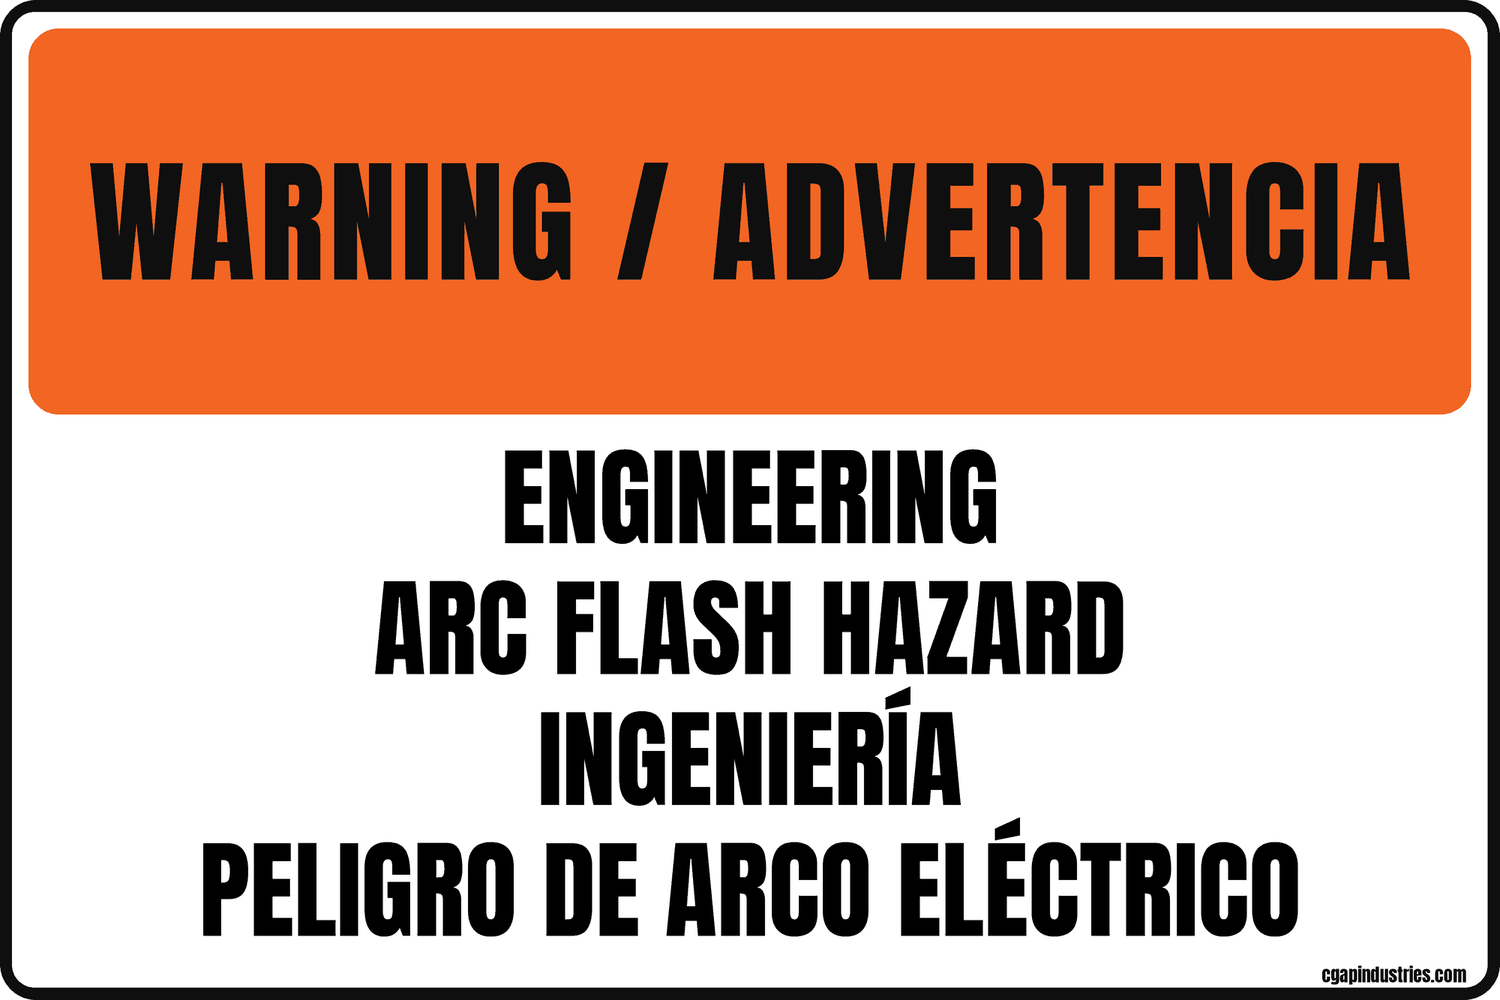 WARNING / ADVERTENCIA
ENGINEERING
ARC FLASH HAZARD
INGENIERÍA
PELIGRO DE ARCO ELÉCTRICO
cgapindustries.com